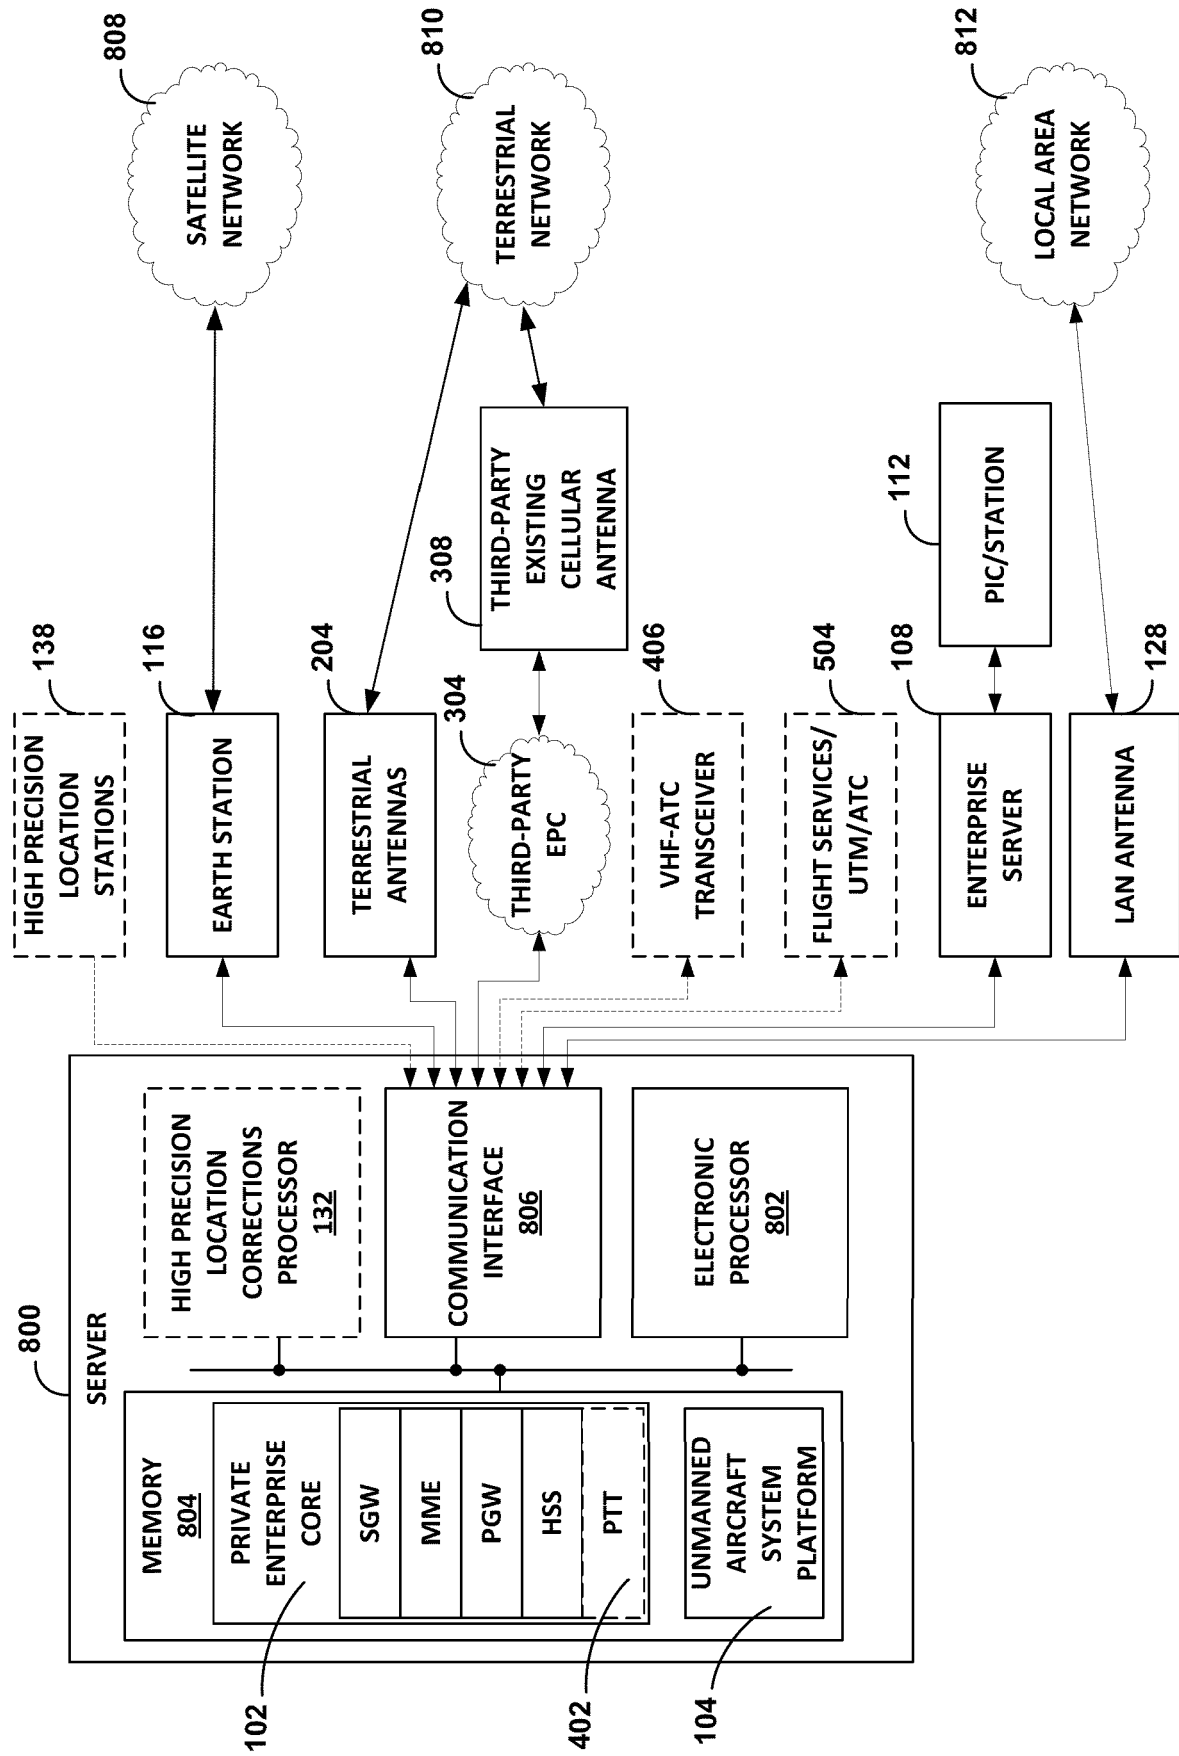 800
SERVER
MEMORY
804
PRIVATE
ENTERPRISE
CORE
SGW
MME
PGW
HSS
PTT
102
402
UNMANNED
AIRCRAFT
SYSTEM
PLATFORM
104
HIGH PRECISION
LOCATION
CORRECTIONS
PROCESSOR
132
COMMUNICATION
INTERFACE
806
ELECTRONIC
PROCESSOR
802
HIGH PRECISION
LOCATION
STATIONS
138
EARTH STATION
116
TERRESTRIAL
ANTENNAS
204
THIRD-PARTY
EPC
304
VHF-ATC
TRANSCEIVER
406
FLIGHT SERVICES/
UTM/ATC
504
ENTERPRISE
SERVER
108
LAN ANTENNA
128
THIRD-PARTY
EXISTING
CELLULAR
ANTENNA
308
PIC/STATION
112
SATELLITE
NETWORK
808
TERRESTRIAL
NETWORK
810
LOCAL AREA
NETWORK
812